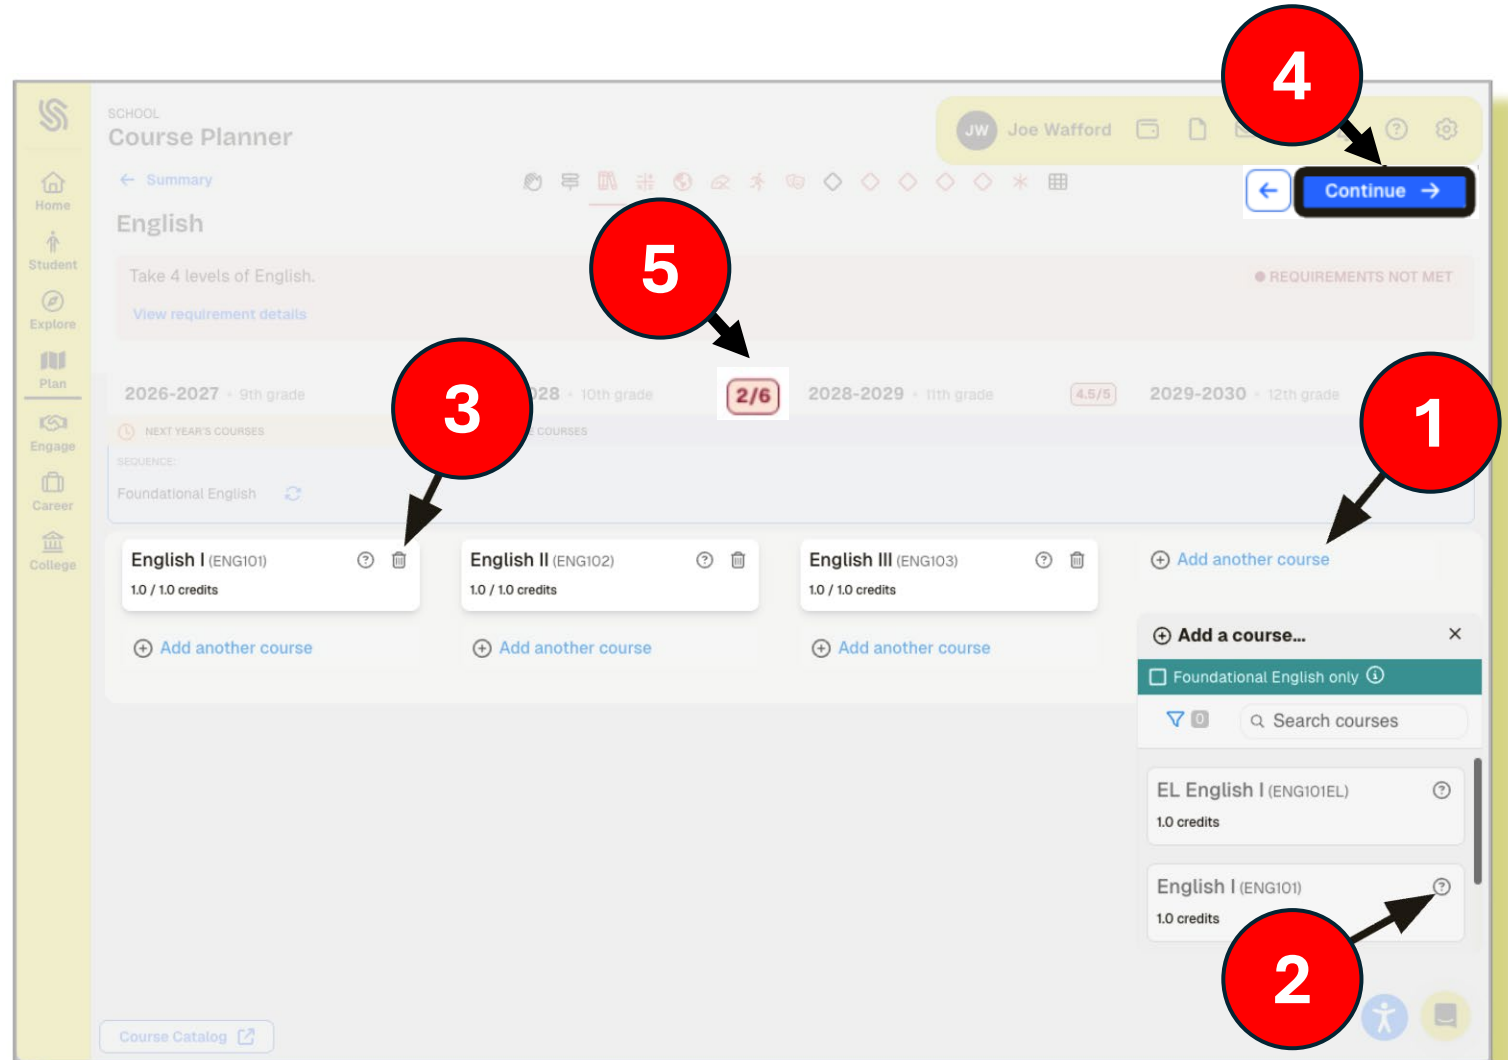 4
SCHOOL
Course Planner
JW Joe Wafford
Summary
Continue
Home
English
Student
Take 4 levels of English.
REQUIREMENTS NOT MET
5
View requirement details
Explore
Plan
2026-2027 • 9th grade
3
028 • 10th grade
2/6
2028-2029 • 11th grade
4.5/5
2029-2030 • 12th grade
1
NEXT YEAR'S COURSES
COURSES
Engage
SEQUENCE:
Foundational English
Career
College
English I (ENG101)
1.0 / 1.0 credits
English II (ENG102)
1.0 / 1.0 credits
English III (ENG103)
1.0 / 1.0 credits
Add another course
Add another course
Add another course
Add another course
Add a course...
Foundational English only
0
Search courses
EL English I (ENG101EL)
1.0 credits
English I (ENG101)
1.0 credits
2
Course Catalog